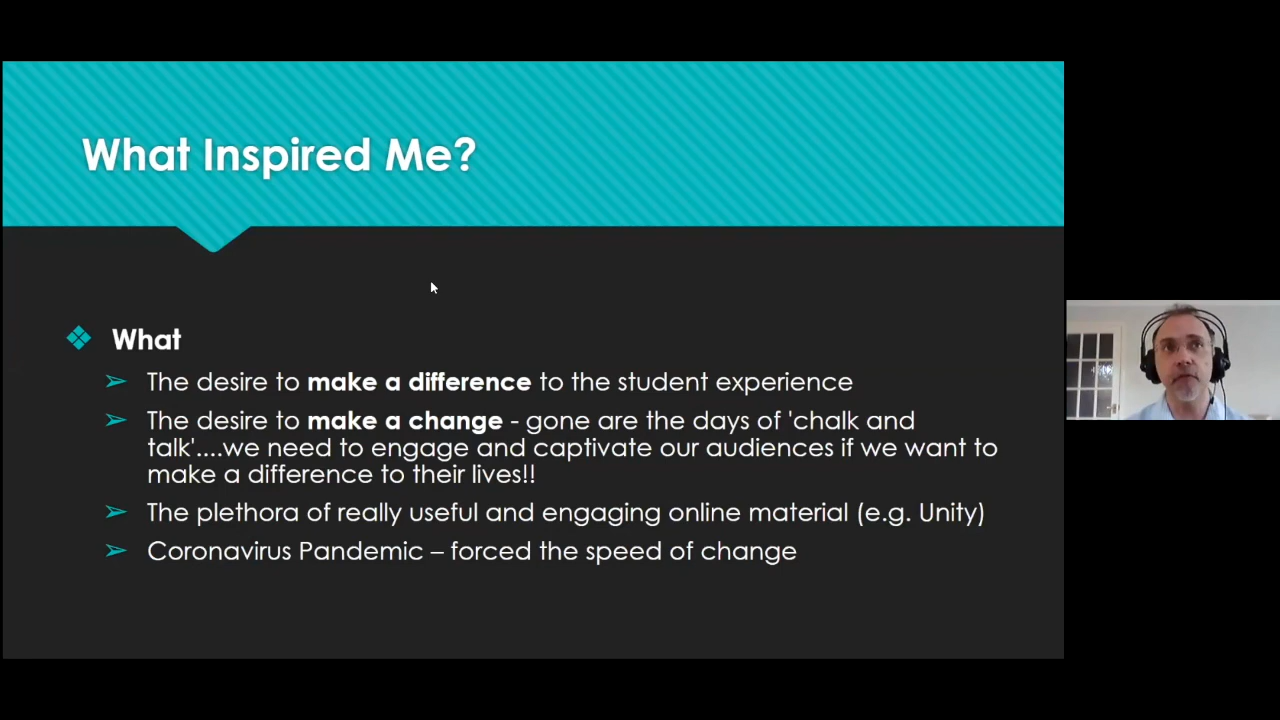 What Inspired Me?
What
The desire to make a difference to the student experience
The desire to make a change - gone are the days of 'chalk and
talk'....we need to engage and captivate our audiences if we want to
make a difference to their lives!!
The plethora of really useful and engaging online material (e.g. Unity)
Coronavirus Pandemic – forced the speed of change